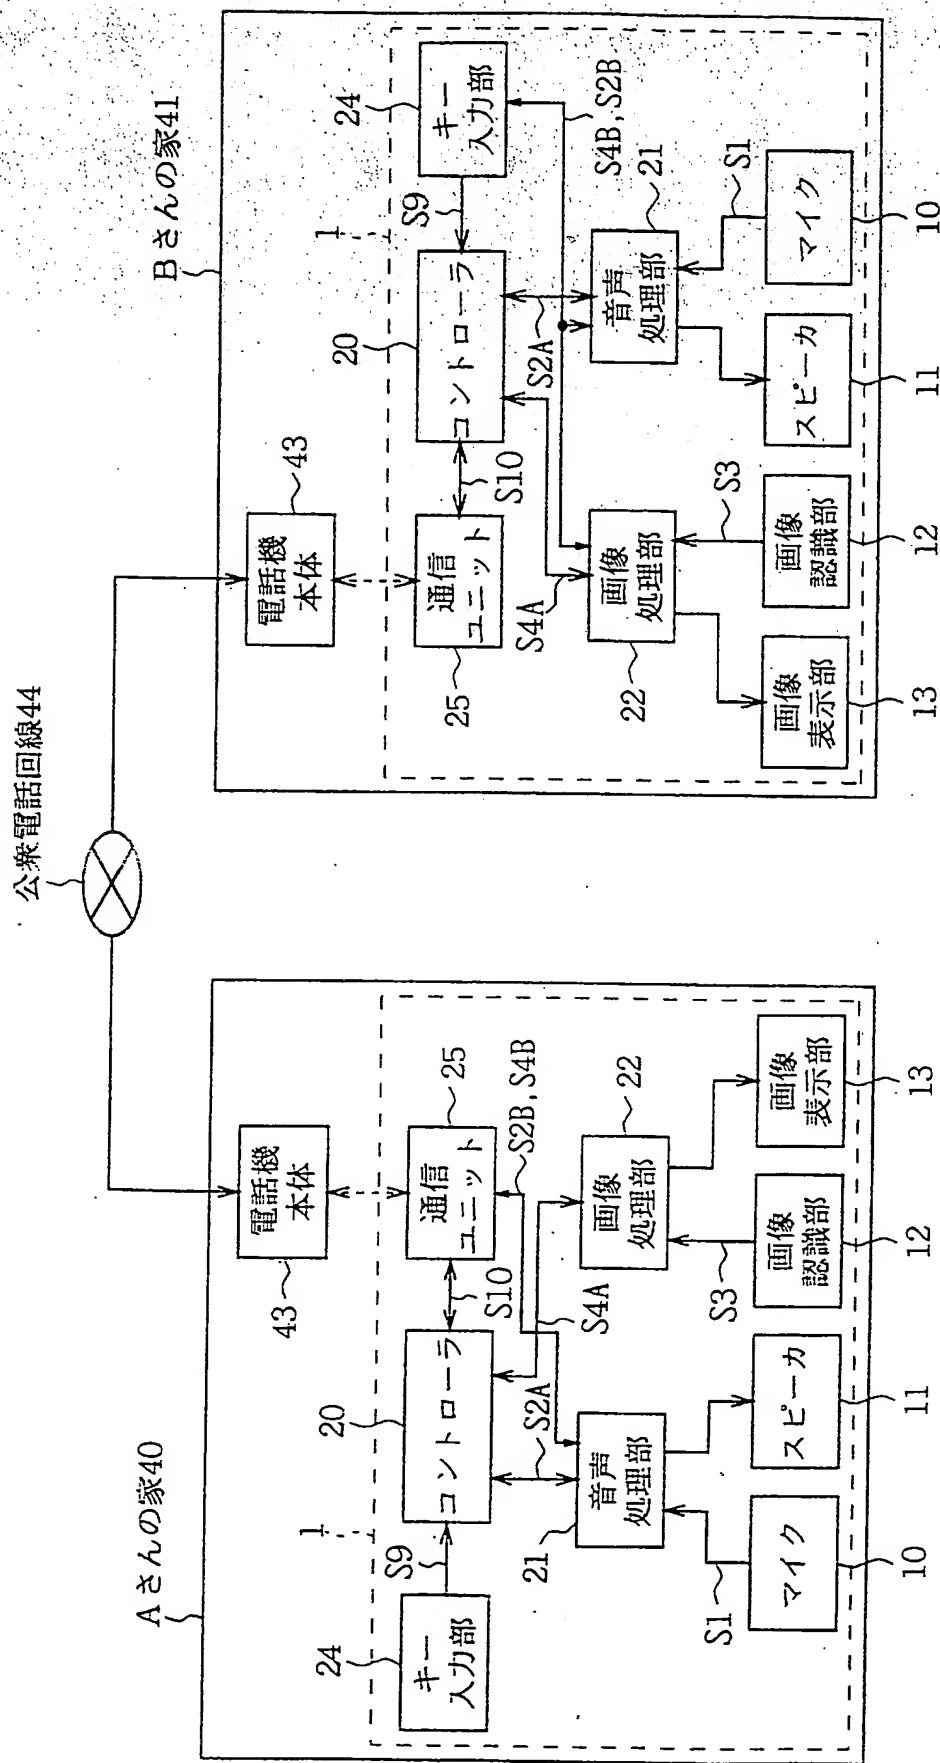 公衆電話回線44
Aさんの家40
1
24
キー
入力部
S9
20
コントローラ
S10
43
電話機
本体
25
通信
ユニット
S2B, S4B
S2A
S4A
21
音声
処理部
22
画像
処理部
S1
S3
マイク
10
スピーカ
11
画像
認識部
12
画像
表示部
13
Bさんの家41
1
43
電話機
本体
25
通信
ユニット
S10
20
コントローラ
S9
24
キー
入力部
S4B, S2B
S4A
S2A
22
画像
処理部
21
音声
処理部
S3
S1
画像
表示部
13
画像
認識部
12
スピーカ
11
マイク
10